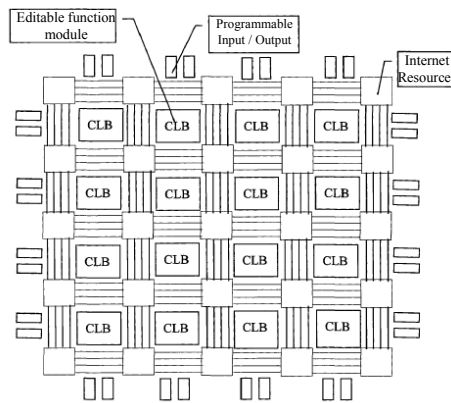 Editable function
module
Programmable
Input / Output
Internet
Resource
CLB CLB CLB CLB
CLB CLB CLB CLB
CLB CLB CLB CLB
CLB CLB CLB CLB